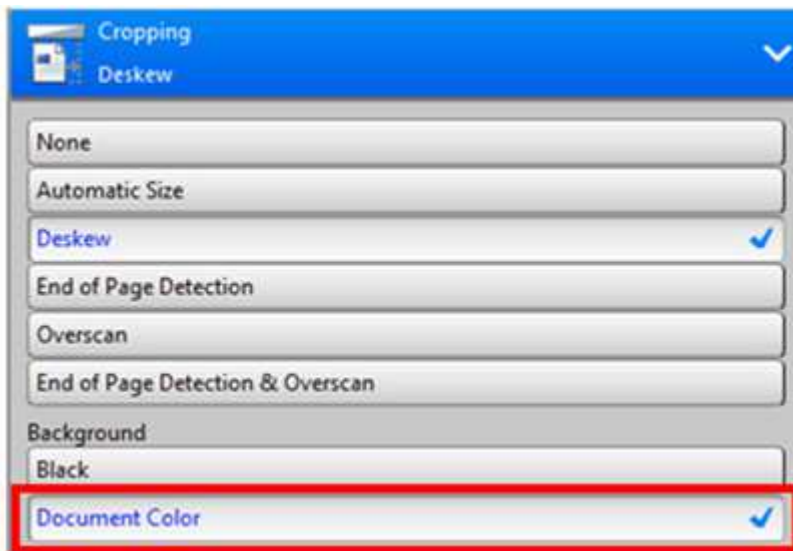 Cropping
Deskew
None
Automatic Size
Deskew
End of Page Detection
Overscan
End of Page Detection & Overscan
Background
Black
Document Color